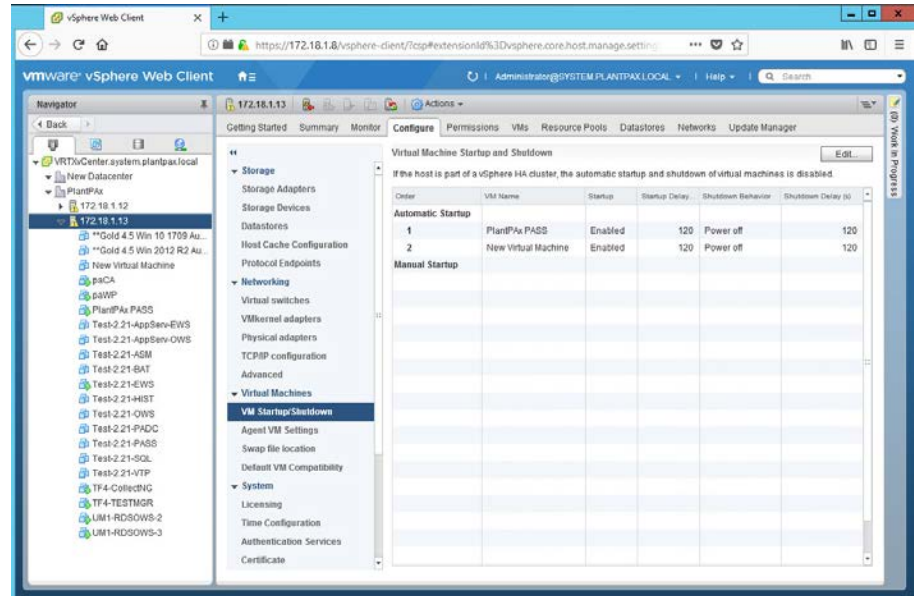 vSphere Web Client
https://172.18.1.8/vsphere-client/?csp#extensionId%3Dvsphere.core.host.manage.setting
vmware® vSphere Web Client
Administrator@SYSTEM.PLANTPAX.LOCAL
Help
Search
Navigator
Back
VRTXvCenter.system.plantpax.local
New Datacenter
PlantPAx
172.18.1.12
172.18.1.13
**Gold 4.5 Win 10 1709 Au...
**Gold 4.5 Win 2012 R2 Au...
New Virtual Machine
paCA
paWP
PlantPAx PASS
Test-2.21-AppServ-EWS
Test-2.21-AppServ-OWS
Test-2.21-ASM
Test-2.21-BAT
Test-2.21-EWS
Test-2.21-HIST
Test-2.21-OWS
Test-2.21-PADC
Test-2.21-PASS
Test-2.21-SQL
Test-2.21-VTP
TF4-CollectNG
TF4-TESTMGR
UM1-RDSOWS-2
UM1-RDSOWS-3
172.18.1.13
Actions
Getting Started Summary Monitor Configure Permissions VMs Resource Pools Datastores Networks Update Manager
Storage
Storage Adapters
Storage Devices
Datastores
Host Cache Configuration
Protocol Endpoints
Networking
Virtual switches
VMkernel adapters
Physical adapters
TCP/IP configuration
Advanced
Virtual Machines
VM Startup/Shutdown
Agent VM Settings
Swap file location
Default VM Compatibility
System
Licensing
Time Configuration
Authentication Services
Certificate
Virtual Machine Startup and Shutdown
Edit...
If the host is part of a vSphere HA cluster, the automatic startup and shutdown of virtual machines is disabled.
Order VM Name Startup Startup Delay... Shutdown Behavior Shutdown Delay (s)
Automatic Startup
1 PlantPAx PASS Enabled 120 Power off 120
2 New Virtual Machine Enabled 120 Power off 120
Manual Startup
(0) Work in Progress